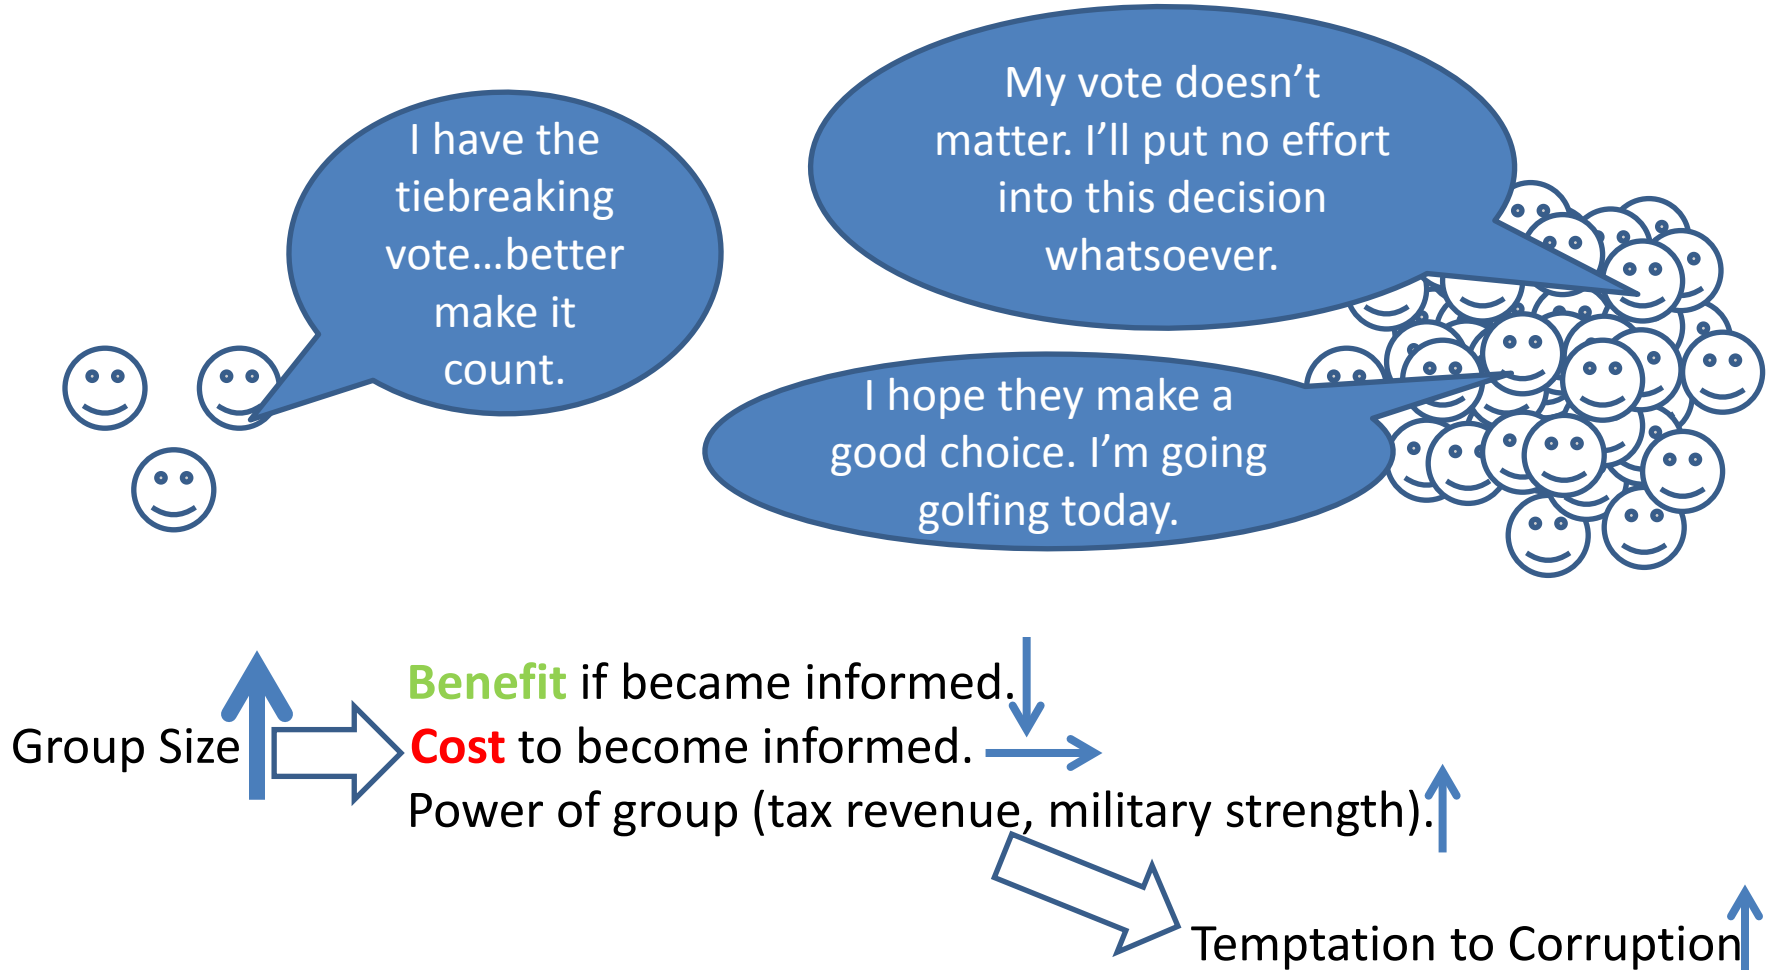 I have the
tiebreaking
vote…better
make it
count.
My vote doesn’t
matter. I’ll put no effort
into this decision
whatsoever.
I hope they make a
good choice. I’m going
golfing today.
Group Size
Benefit if became informed.
Cost to become informed.
Power of group (tax revenue, military strength).
Temptation to Corruption